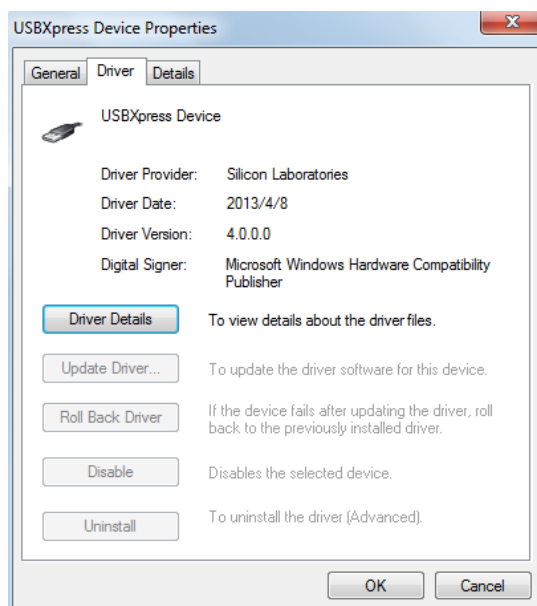 USBXpress Device Properties
General Driver Details
USBXpress Device
Driver Provider: Silicon Laboratories
Driver Date: 2013/4/8
Driver Version: 4.0.0.0
Digital Signer: Microsoft Windows Hardware Compatibility
Publisher
Driver Details To view details about the driver files.
Update Driver... To update the driver software for this device.
Roll Back Driver If the device fails after updating the driver, roll
back to the previously installed driver.
Disable Disables the selected device.
Uninstall To uninstall the driver (Advanced).
OK Cancel